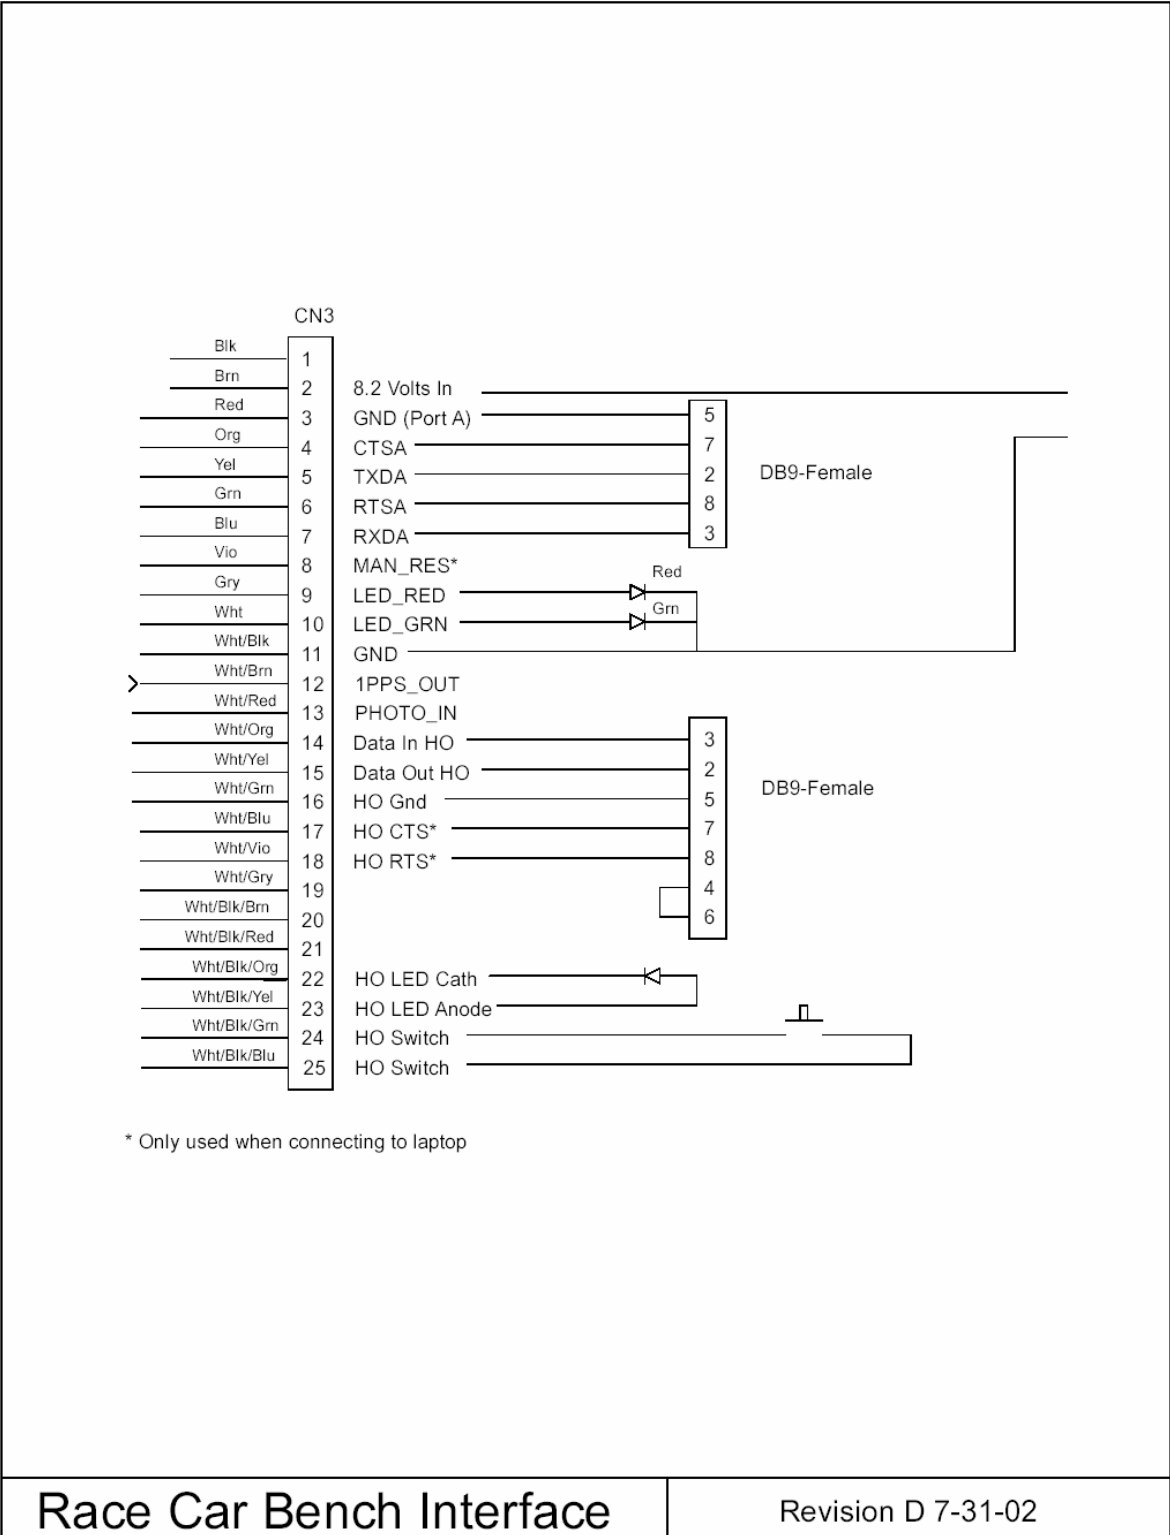 CN3
Blk 1
Brn 2 8.2 Volts In
Red 3 GND (Port A) 5
Org 4 CTSA 7
Yel 5 TXDA 2 DB9-Female
Grn 6 RTSA 8
Blu 7 RXDA 3
Vio 8 MAN_RES*
Gry 9 LED_RED Red
Wht 10 LED_GRN Grn
Wht/Blk 11 GND
Wht/Brn 12 1PPS_OUT
Wht/Red 13 PHOTO_IN
Wht/Org 14 Data In HO 3
Wht/Yel 15 Data Out HO 2 DB9-Female
Wht/Grn 16 HO Gnd 5
Wht/Blu 17 HO CTS* 7
Wht/Vio 18 HO RTS* 8
Wht/Gry 19 4
Wht/Blk/Brn 20 6
Wht/Blk/Red 21
Wht/Blk/Org 22 HO LED Cath
Wht/Blk/Yel 23 HO LED Anode
Wht/Blk/Grn 24 HO Switch
Wht/Blk/Blu 25 HO Switch
* Only used when connecting to laptop
Race Car Bench Interface
Revision D 7-31-02